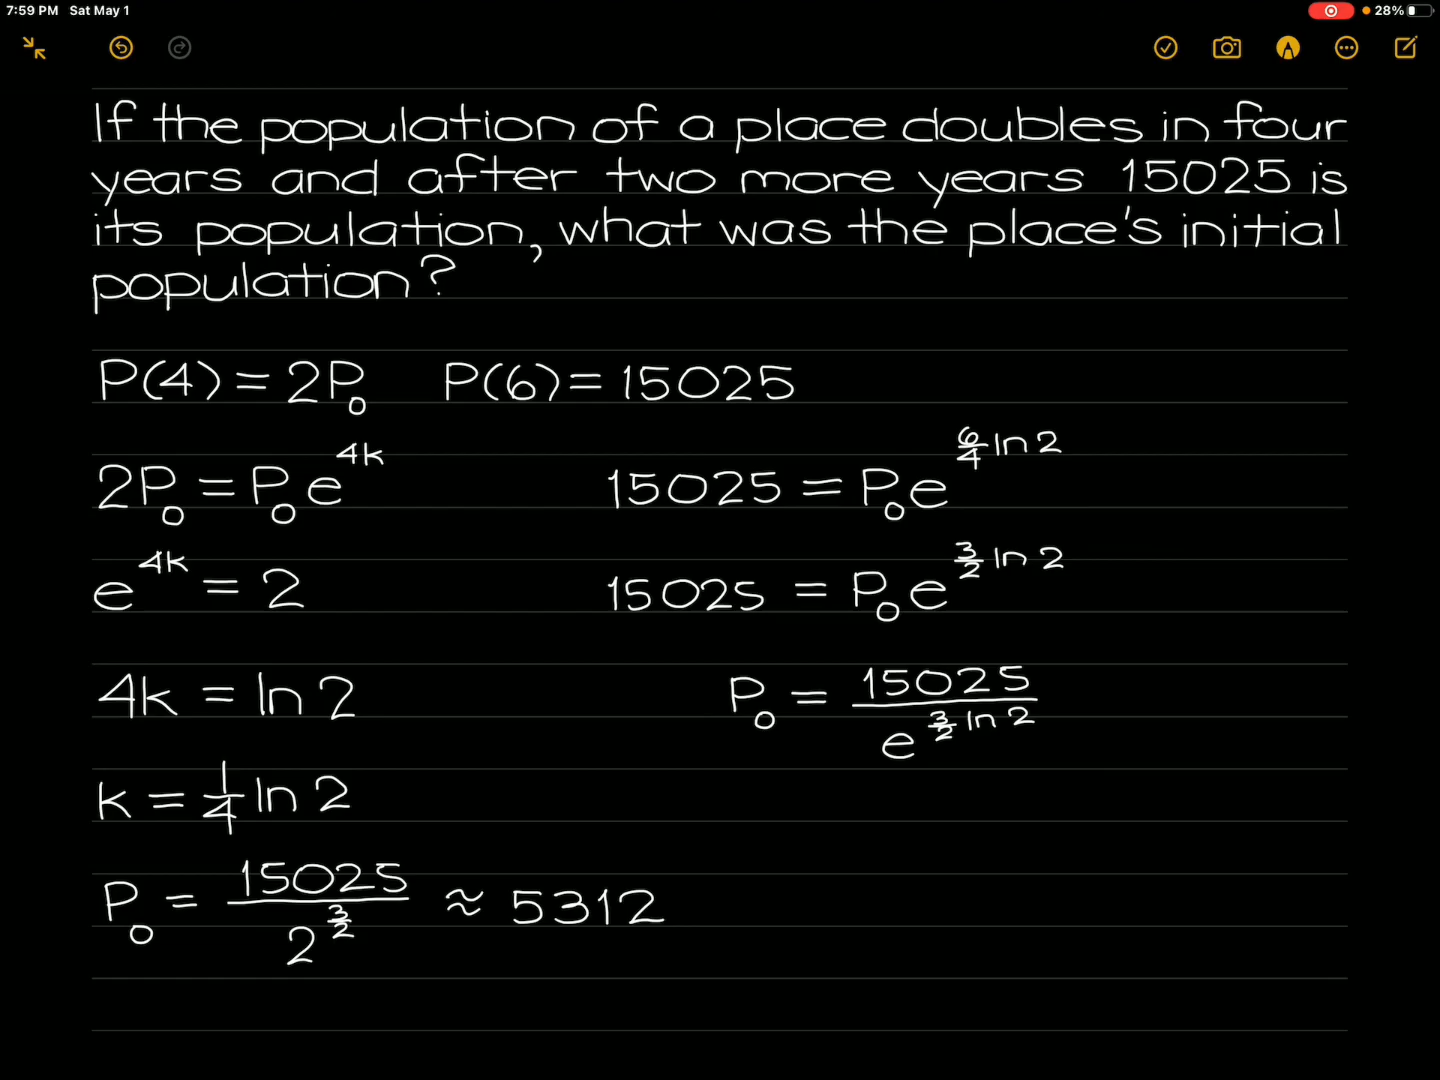 7:59 PM Sat May 1
28%
If the population of a place doubles in four
years and after two more years 15025 is
its population, what was the place's initial
population?
P(4) = 2P₀ P(6) = 15025
2P₀ = P₀e^4k 15025 = P₀e^6/4 ln 2
e^4k = 2 15025 = P₀e^3/2 ln 2
4k = ln 2 P₀ = 15025/e^3/2 ln 2
k = 1/4 ln 2
P₀ = 15025/2^3/2 ≈ 5312